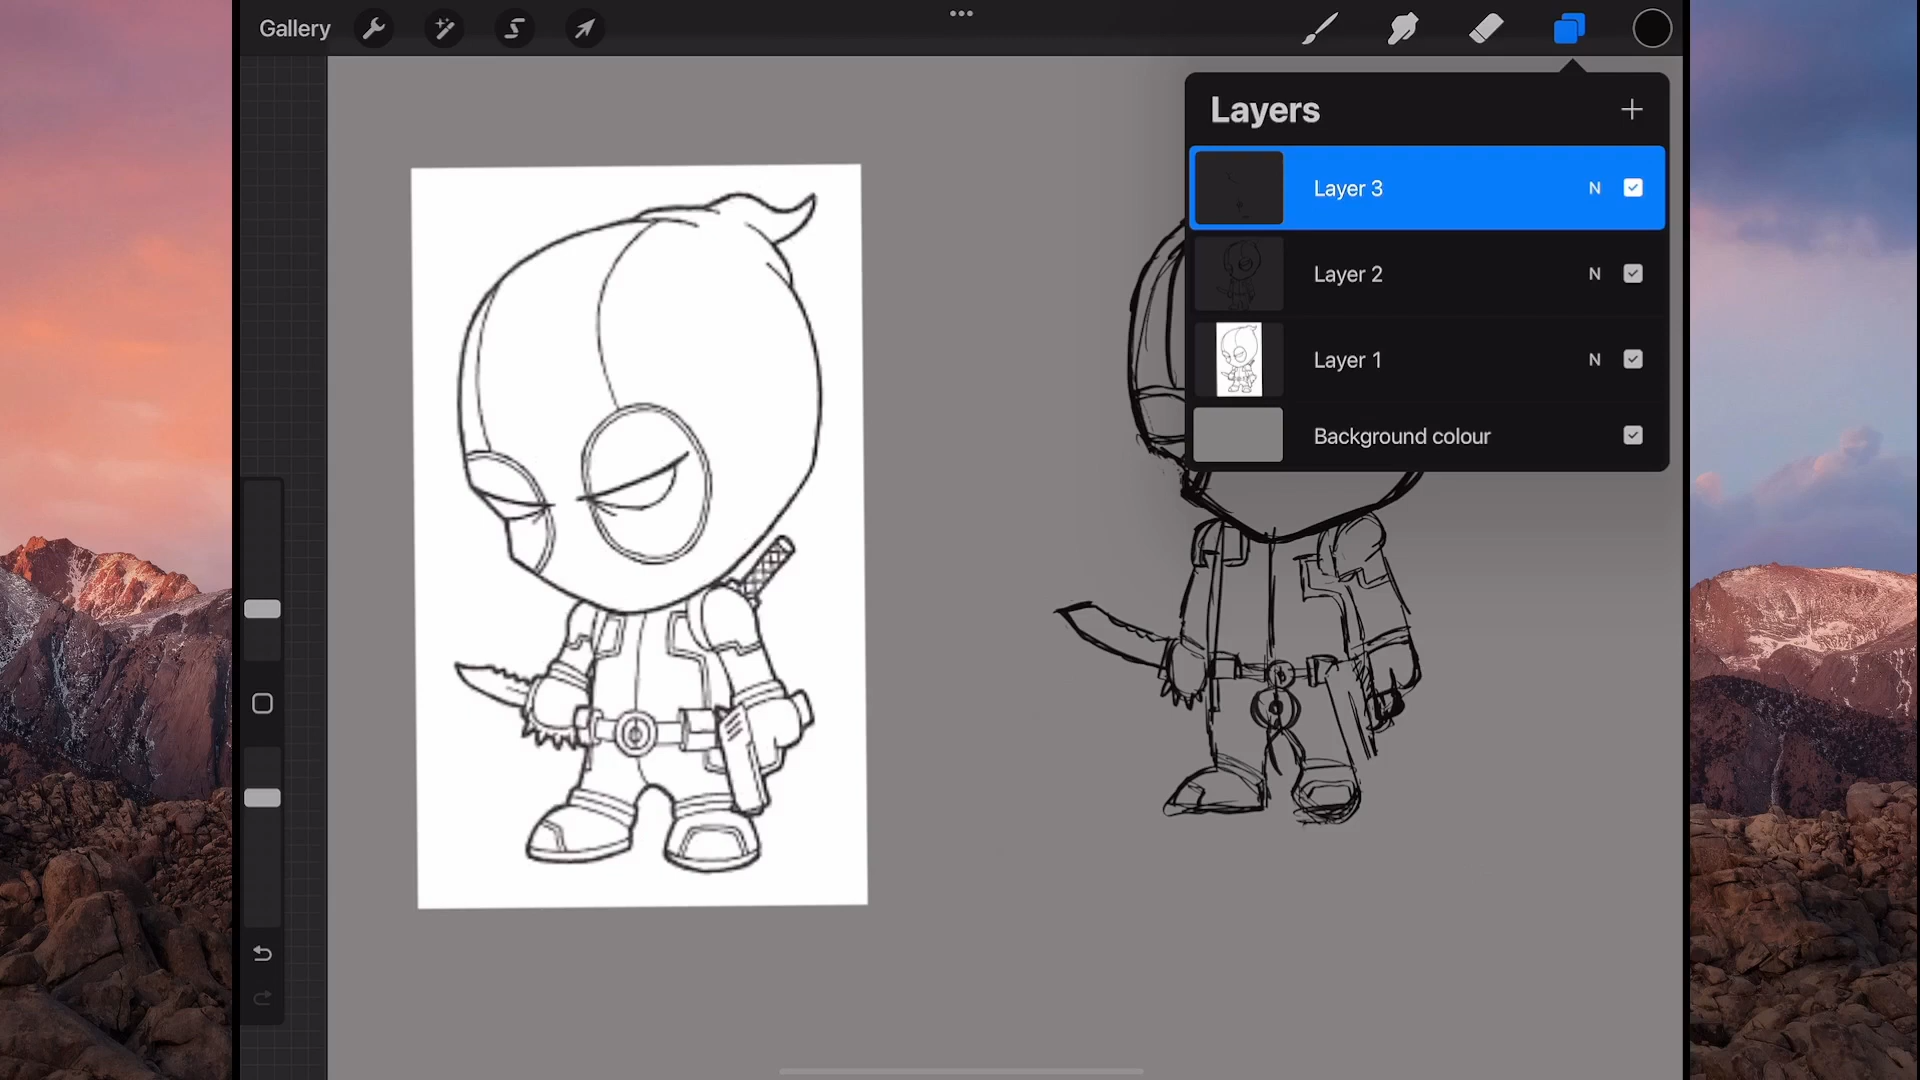 Gallery
Layers
Layer 3 N
Layer 2 N
Layer 1 N
Background colour